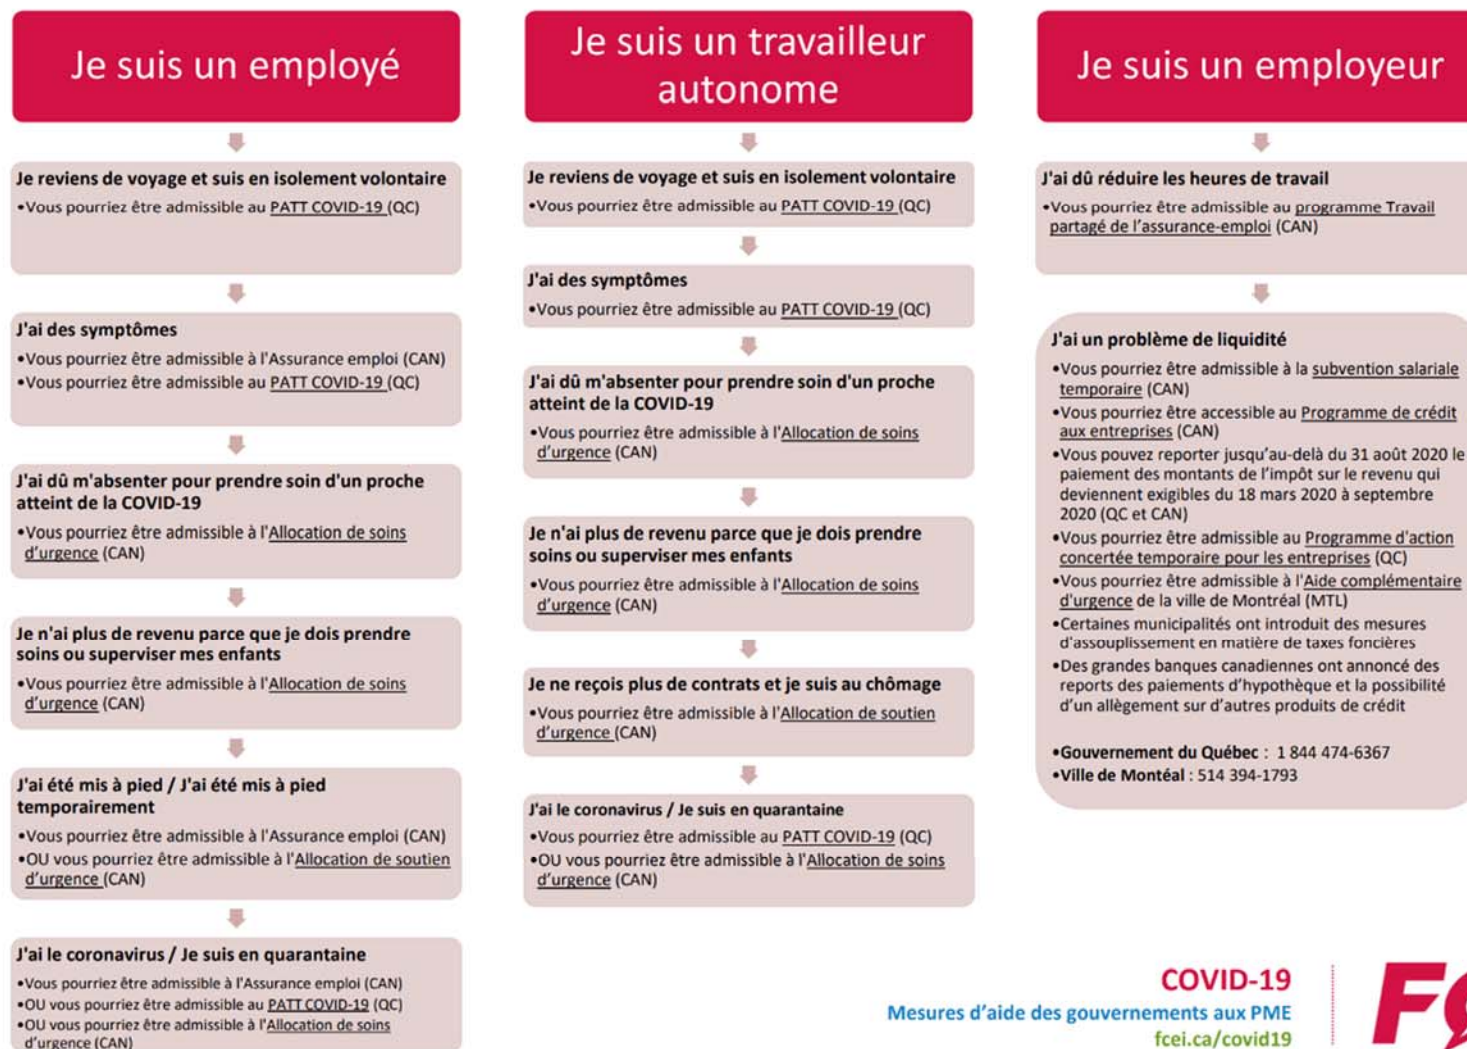 Je suis un employé
Je reviens de voyage et suis en isolement volontaire
•Vous pourriez être admissible au PATT COVID-19 (QC)
J'ai des symptômes
•Vous pourriez être admissible à l'Assurance emploi (CAN)
•Vous pourriez être admissible au PATT COVID-19 (QC)
J'ai dû m'absenter pour prendre soin d'un proche
atteint de la COVID-19
•Vous pourriez être admissible à l'Allocation de soins
d'urgence (CAN)
Je n'ai plus de revenu parce que je dois prendre
soins ou superviser mes enfants
•Vous pourriez être admissible à l'Allocation de soins
d'urgence (CAN)
J'ai été mis à pied / J'ai été mis à pied
temporairement
•Vous pourriez être admissible à l'Assurance emploi (CAN)
•OU vous pourriez être admissible à l'Allocation de soutien
d'urgence (CAN)
J'ai le coronavirus / Je suis en quarantaine
•Vous pourriez être admissible à l'Assurance emploi (CAN)
•OU vous pourriez être admissible au PATT COVID-19 (QC)
•OU vous pourriez être admissible à l'Allocation de soins
d'urgence (CAN)
Je suis un travailleur
autonome
Je reviens de voyage et suis en isolement volontaire
•Vous pourriez être admissible au PATT COVID-19 (QC)
J'ai des symptômes
•Vous pourriez être admissible au PATT COVID-19 (QC)
J'ai dû m'absenter pour prendre soin d'un proche
atteint de la COVID-19
•Vous pourriez être admissible à l'Allocation de soins
d'urgence (CAN)
Je n'ai plus de revenu parce que je dois prendre
soins ou superviser mes enfants
•Vous pourriez être admissible à l'Allocation de soins
d'urgence (CAN)
Je ne reçois plus de contrats et je suis au chômage
•Vous pourriez être admissible à l'Allocation de soutien
d'urgence (CAN)
J'ai le coronavirus / Je suis en quarantaine
•Vous pourriez être admissible au PATT COVID-19 (QC)
•OU vous pourriez être admissible à l'Allocation de soins
d'urgence (CAN)
Je suis un employeur
J'ai dû réduire les heures de travail
•Vous pourriez être admissible au programme Travail
partagé de l'assurance-emploi (CAN)
J'ai un problème de liquidité
•Vous pourriez être admissible à la subvention salariale
temporaire (CAN)
•Vous pourriez être accessible au Programme de crédit
aux entreprises (CAN)
•Vous pouvez reporter jusqu'au-delà du 31 août 2020 le
paiement des montants de l'impôt sur le revenu qui
deviennent exigibles du 18 mars 2020 à septembre
2020 (QC et CAN)
•Vous pourriez être admissible au Programme d'action
concertée temporaire pour les entreprises (QC)
•Vous pourriez être admissible à l'Aide complémentaire
d'urgence de la ville de Montréal (MTL)
•Certaines municipalités ont introduit des mesures
d'assouplissement en matière de taxes foncières
•Des grandes banques canadiennes ont annoncé des
reports des paiements d'hypothèque et la possibilité
d'un allègement sur d'autres produits de crédit
•Gouvernement du Québec : 1 844 474-6367
•Ville de Montéal : 514 394-1793
COVID-19
Mesures d'aide des gouvernements aux PME
fcei.ca/covid19